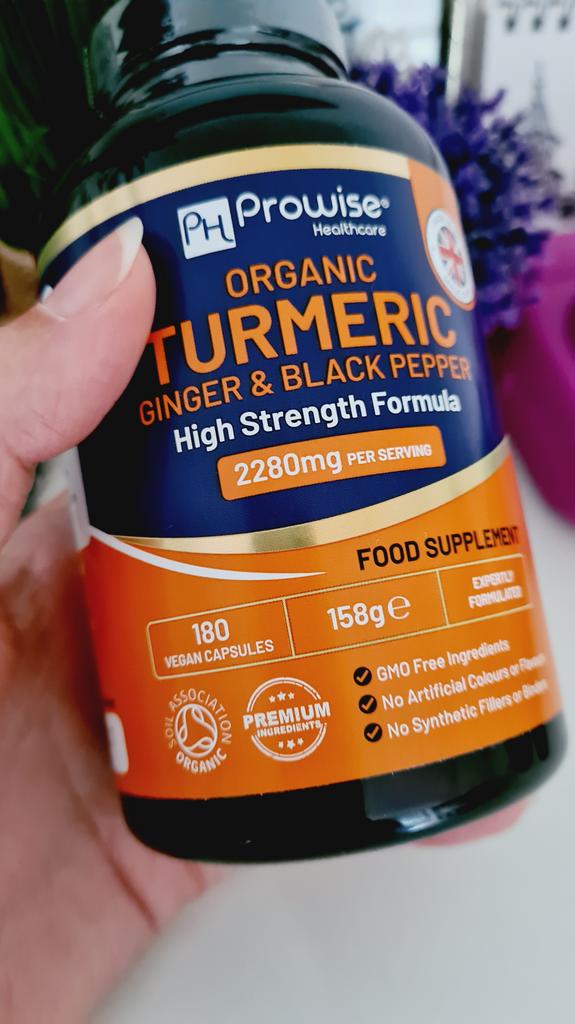 PH Prowise®
Healthcare
ORGANIC
TURMERIC
GINGER & BLACK PEPPER
High Strength Formula
2280mg PER SERVING
FOOD SUPPLEMENT
180
VEGAN CAPSULES
158g℮
EXPERTLY
FORMULATED
SOIL ASSOCIATION
ORGANIC
PREMIUM
INGREDIENTS
GMO Free Ingredients
No Artificial Colours or
No Synthetic Fillers or Binders